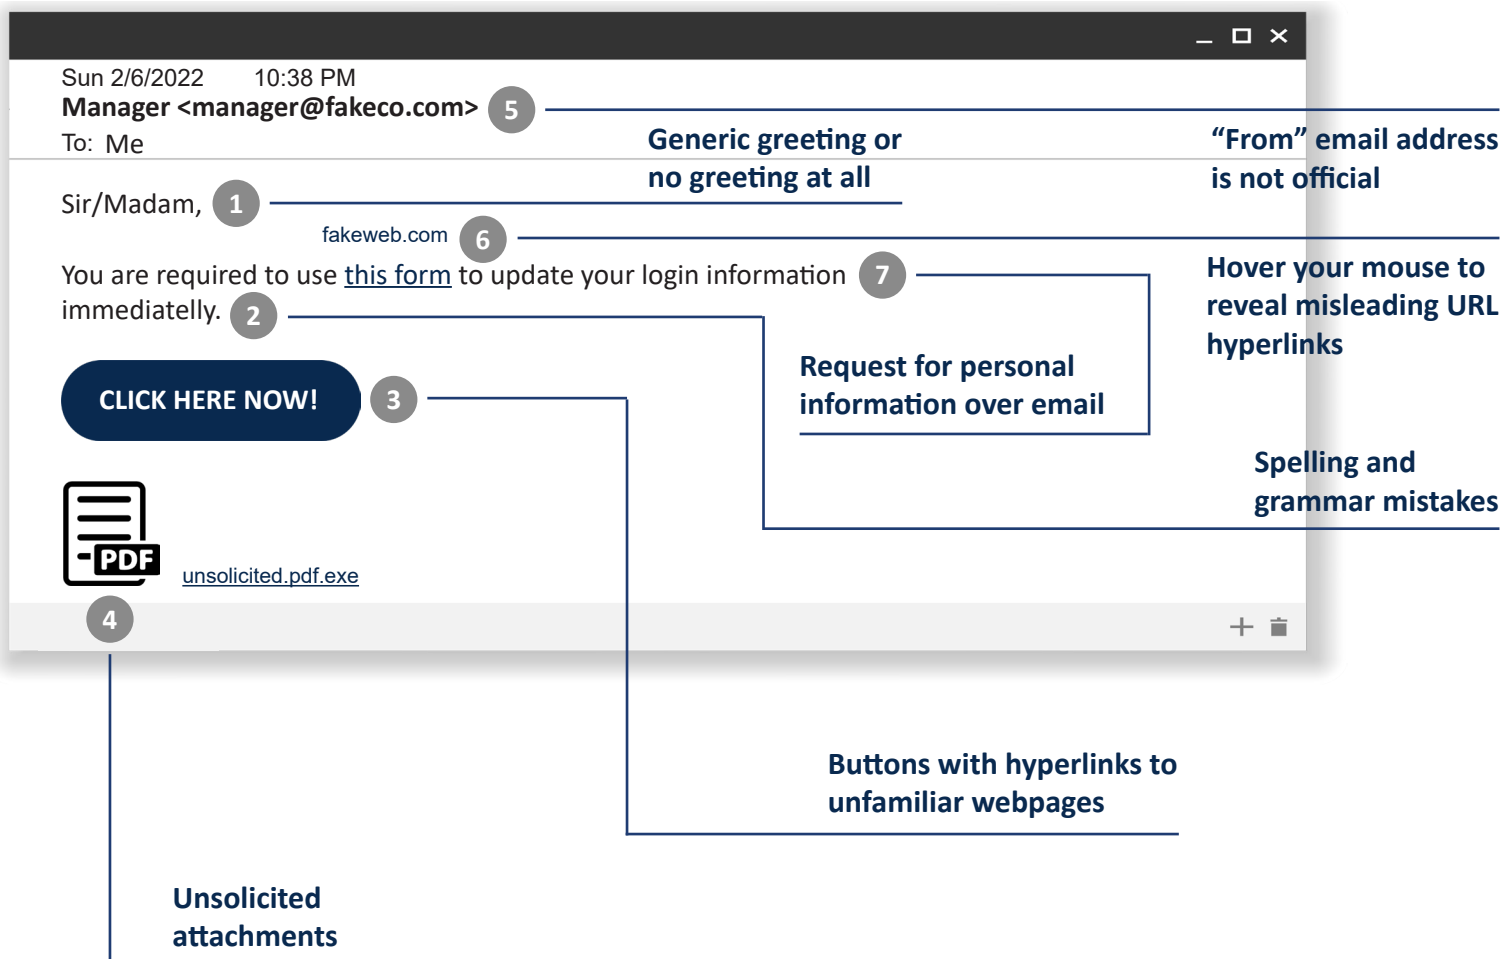 Sun 2/6/2022 10:38 PM
Manager <manager@fakeco.com> 5
To: Me
Generic greeting or
no greeting at all
“From” email address
is not official
Sir/Madam, 1
fakeweb.com 6
You are required to use this form to update your login information 7
immediatelly. 2
Hover your mouse to
reveal misleading URL
hyperlinks
Request for personal
information over email
CLICK HERE NOW! 3
Spelling and
grammar mistakes
PDF
unsolicited.pdf.exe
4
Buttons with hyperlinks to
unfamiliar webpages
Unsolicited
attachments